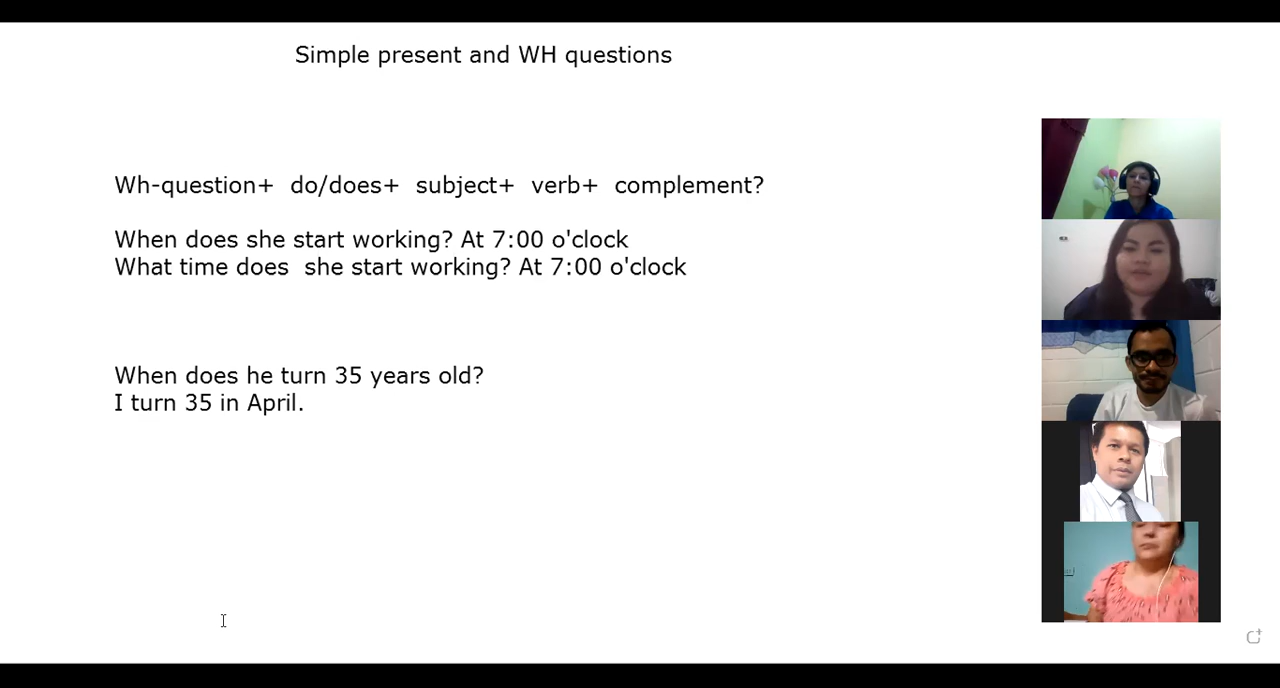 Simple present and WH questions
Wh-question+ do/does+ subject+ verb+ complement?
When does she start working? At 7:00 o'clock
What time does she start working? At 7:00 o'clock
When does he turn 35 years old?
I turn 35 in April.